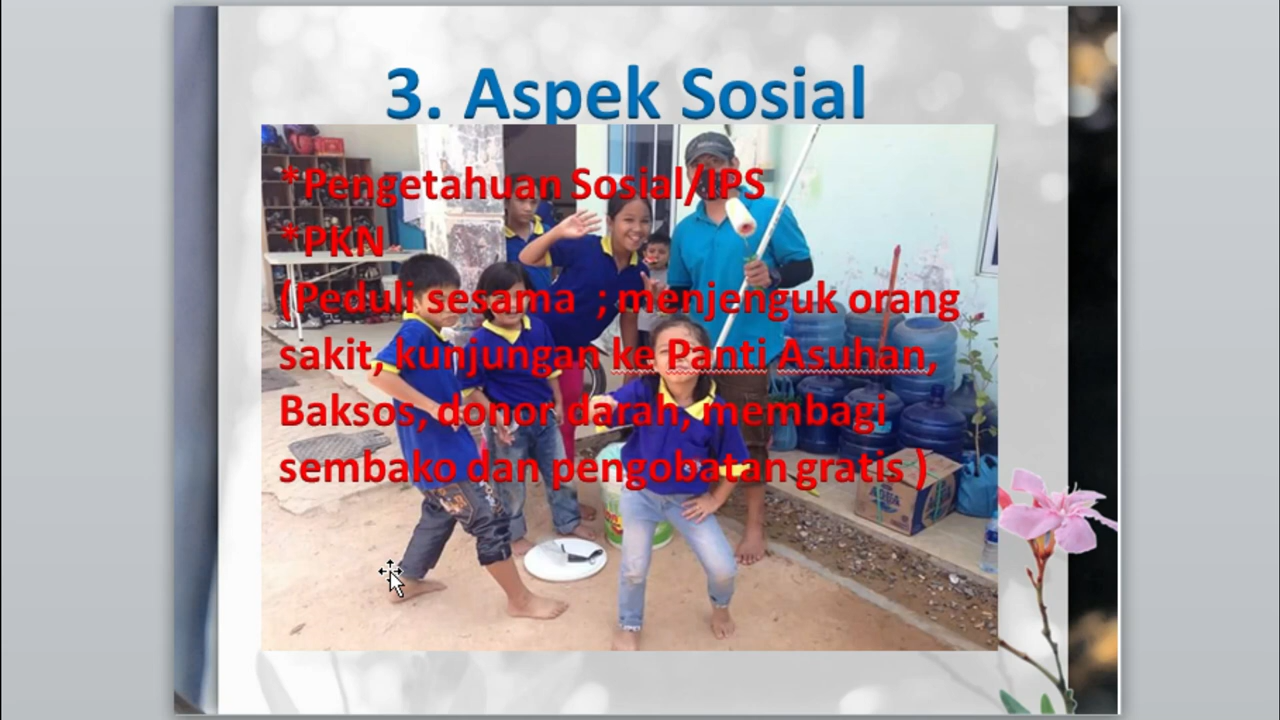 3. Aspek Sosial
*Pengetahuan Sosial/IPS
*PKN
(Peduli sesama ; menjenguk orang
sakit, kunjungan ke Panti Asuhan,
Baksos, donor darah, membagi
sembako dan pengobatan gratis )
AQUA